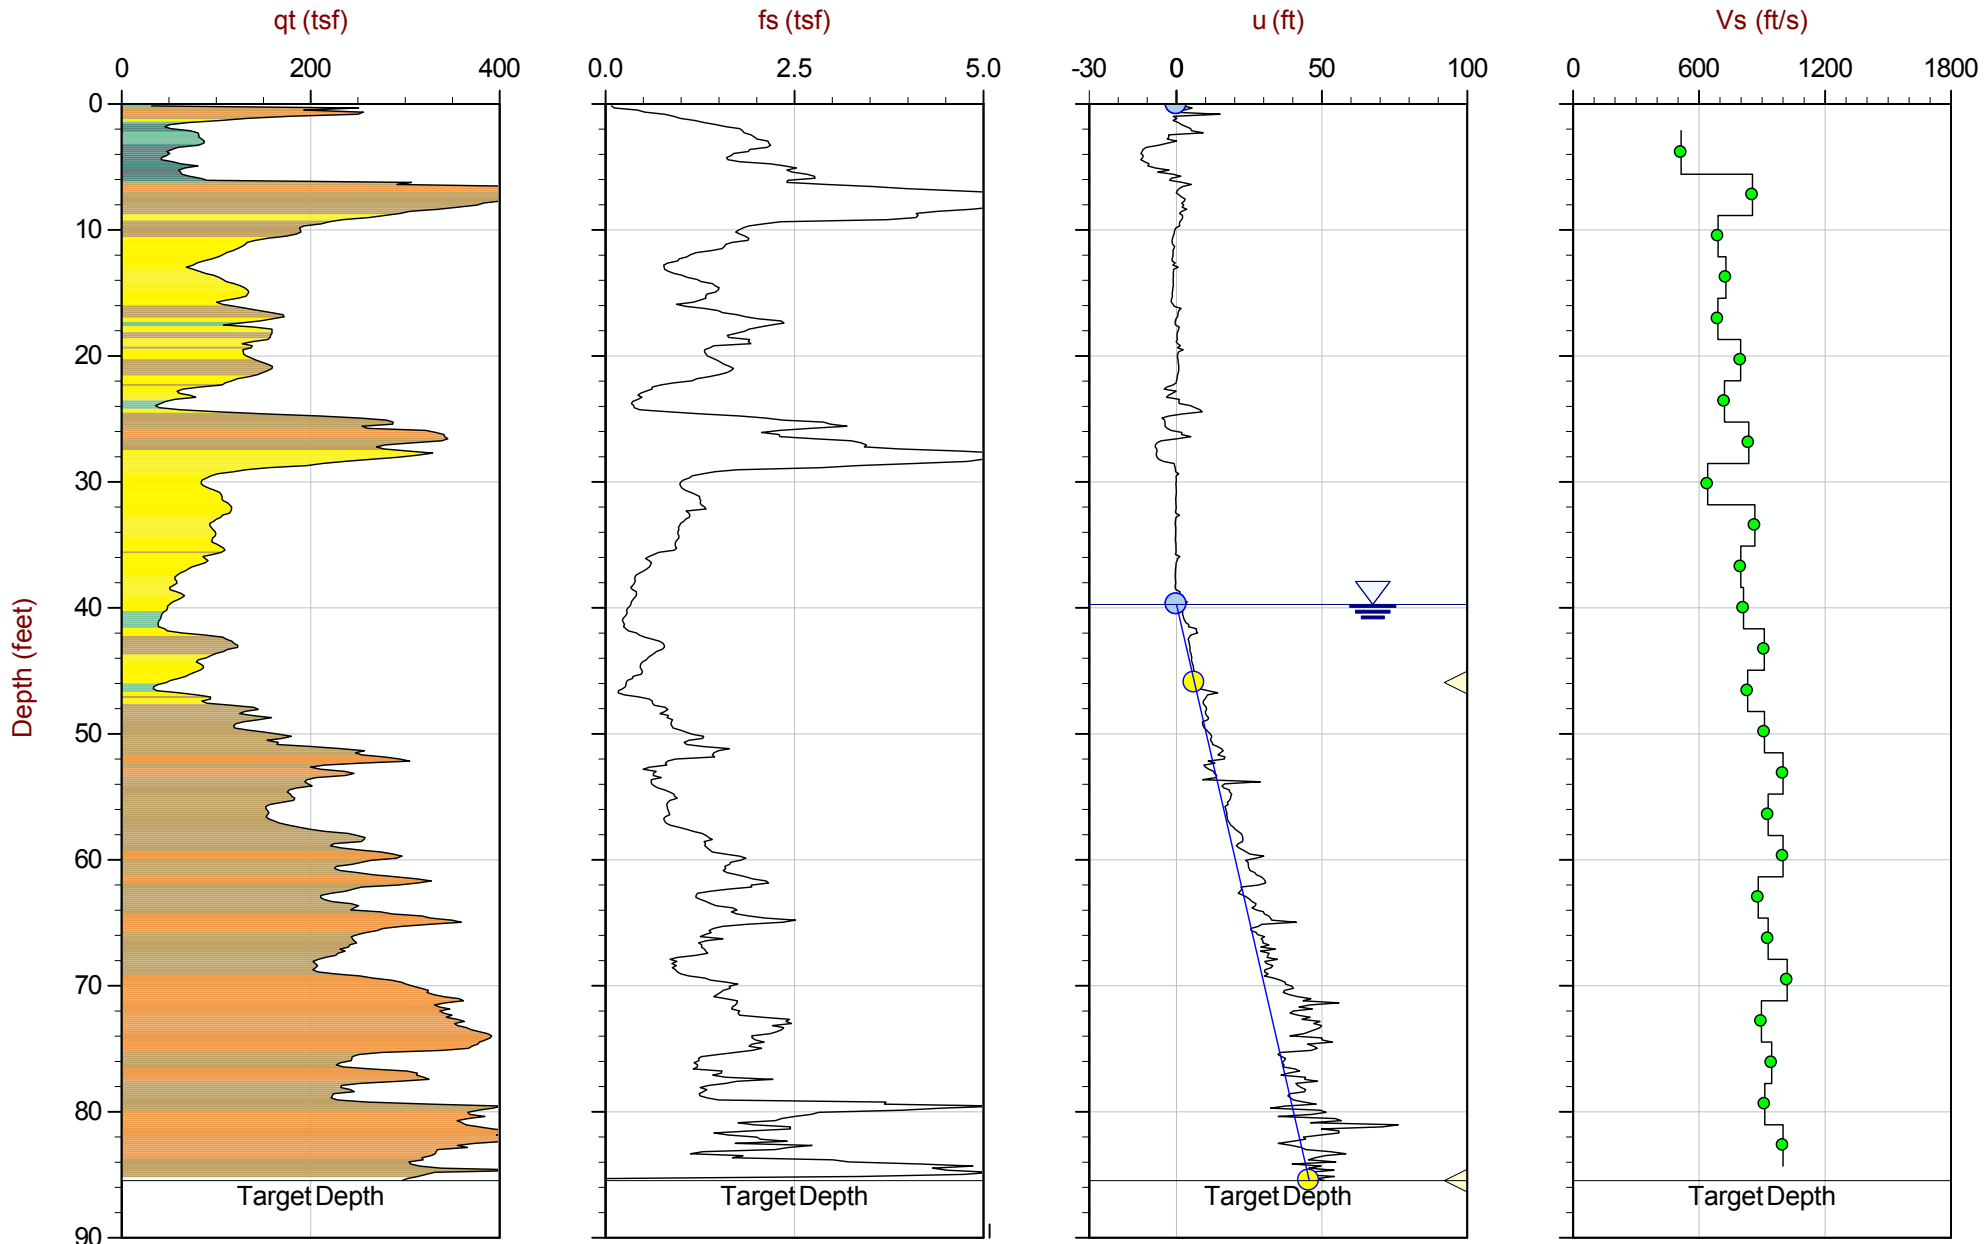 qt (tsf) fs (tsf) u (ft) Vs (ft/s)
0 200 400 0.0 2.5 5.0 -30 0 50 100 0 600 1200 1800
0
10
20
30
40
50
60
70
80
90
Depth (feet)
Target Depth Target Depth Target Depth Target Depth